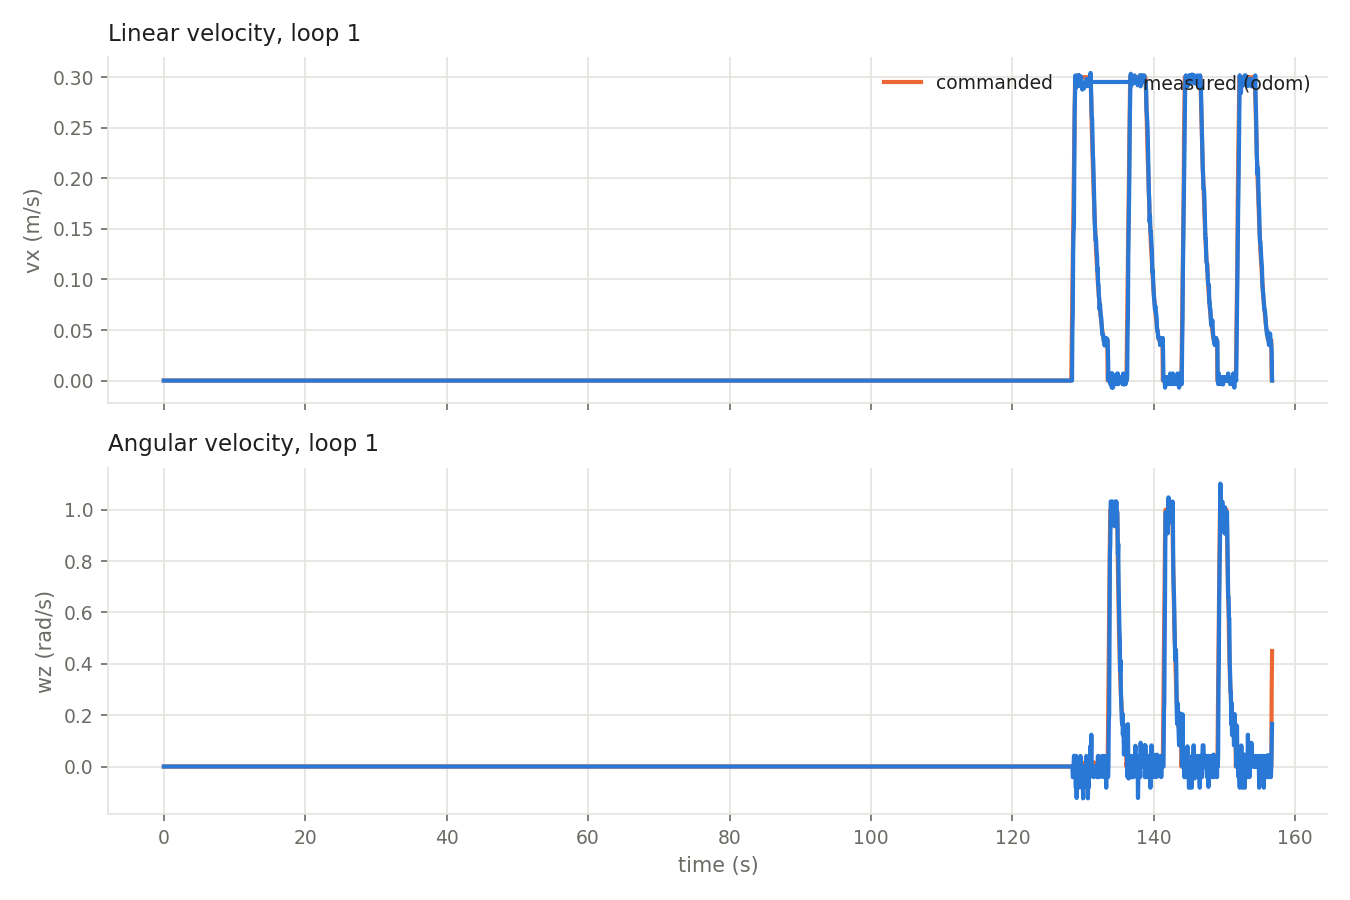 Linear velocity, loop 1
commanded measured (odom)
0.30
0.25
0.20
0.15
0.10
0.05
0.00
vx (m/s)
Angular velocity, loop 1
1.0
0.8
0.6
0.4
0.2
0.0
wz (rad/s)
0 20 40 60 80 100 120 140 160
time (s)